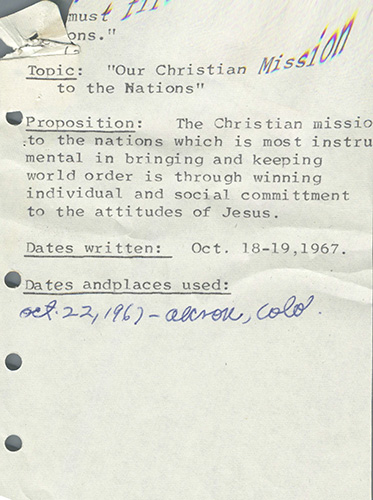 must
ons."
Topic: "Our Christian Mission
to the Nations"
Proposition: The Christian missio
to the nations which is most instru
mental in bringing and keeping
world order is through winning
individual and social committment
to the attitudes of Jesus.
Dates written: Oct. 18-19,1967.
Dates andplaces used:
oct. 22, 1967 - akron, Colo.